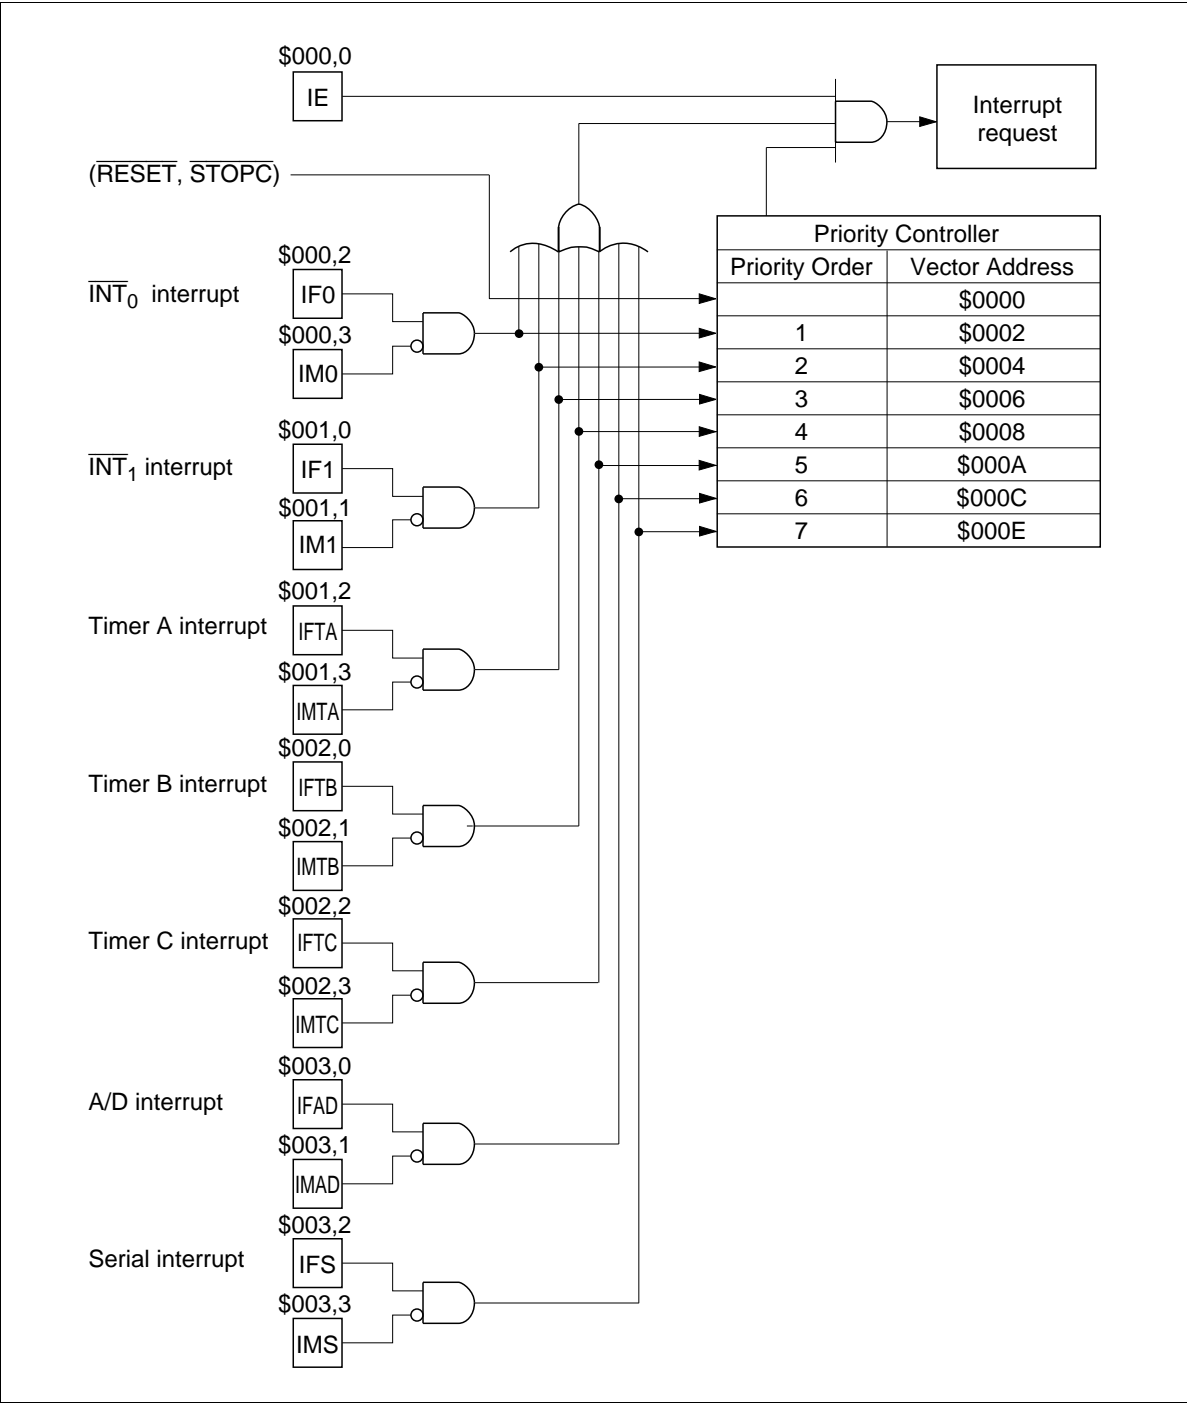 $000,0
IE
Interrupt
request
(RESET, STOPC)
Priority Controller
Priority Order Vector Address
$0000
1 $0002
2 $0004
3 $0006
4 $0008
5 $000A
6 $000C
7 $000E
$000,2
INT0 interrupt
IF0
$000,3
IM0
$001,0
INT1 interrupt
IF1
$001,1
IM1
$001,2
Timer A interrupt
IFTA
$001,3
IMTA
$002,0
Timer B interrupt
IFTB
$002,1
IMTB
$002,2
Timer C interrupt
IFTC
$002,3
IMTC
$003,0
A/D interrupt
IFAD
$003,1
IMAD
$003,2
Serial interrupt
IFS
$003,3
IMS